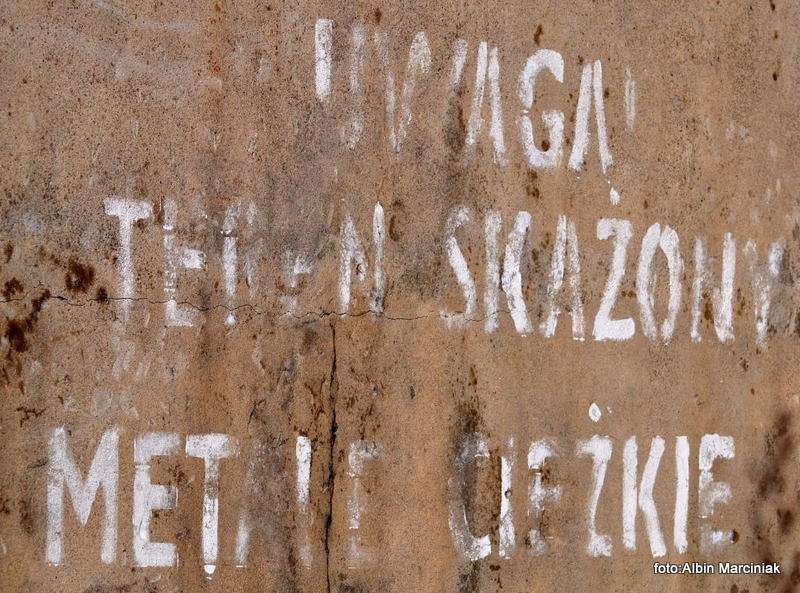 UWAGA!
TEREN SKAŻONY
METALE CIĘŻKIE
foto:Albin Marciniak